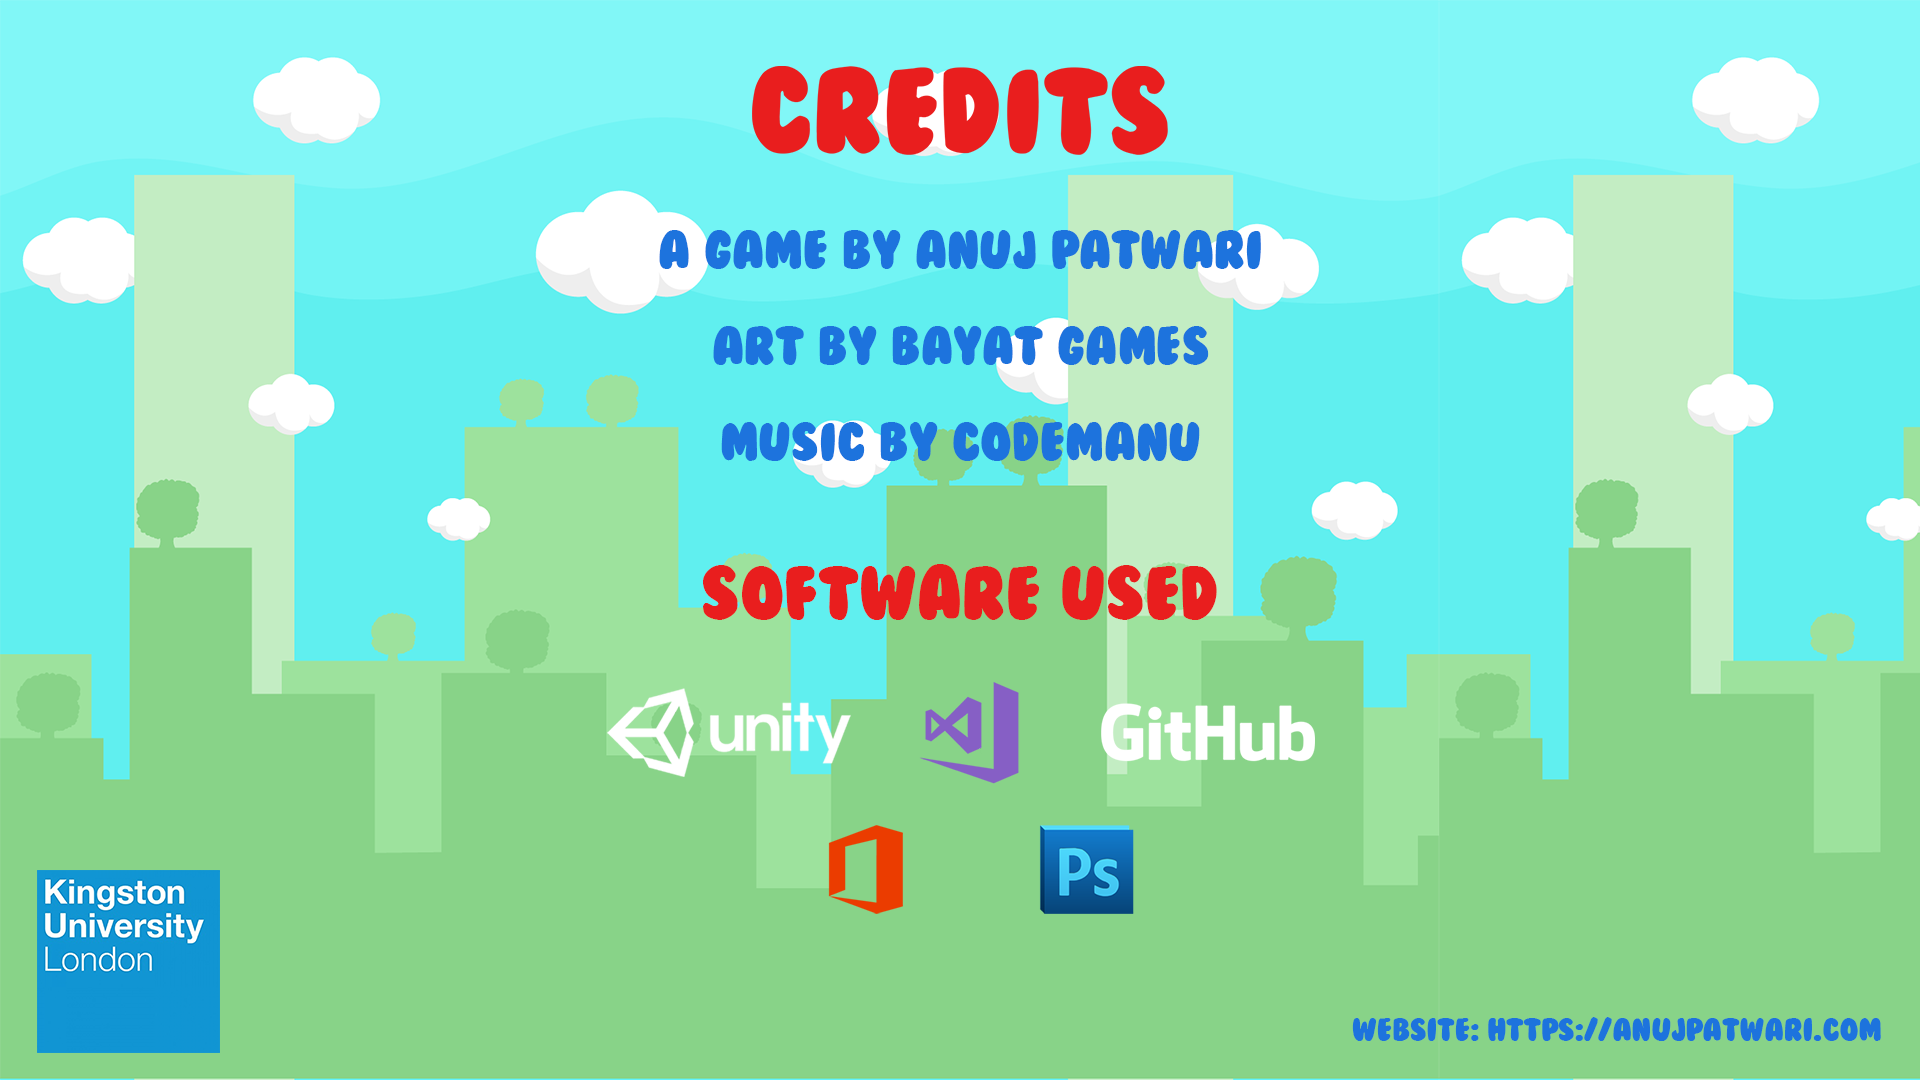 CREDITS
A GAME BY ANUJ PATWARI
ART BY BAYAT GAMES
MUSIC BY CODEMANU
SOFTWARE USED
unity
GitHub
Ps
Kingston
University
London
WEBSITE: HTTPS://ANUJPATWARI.COM